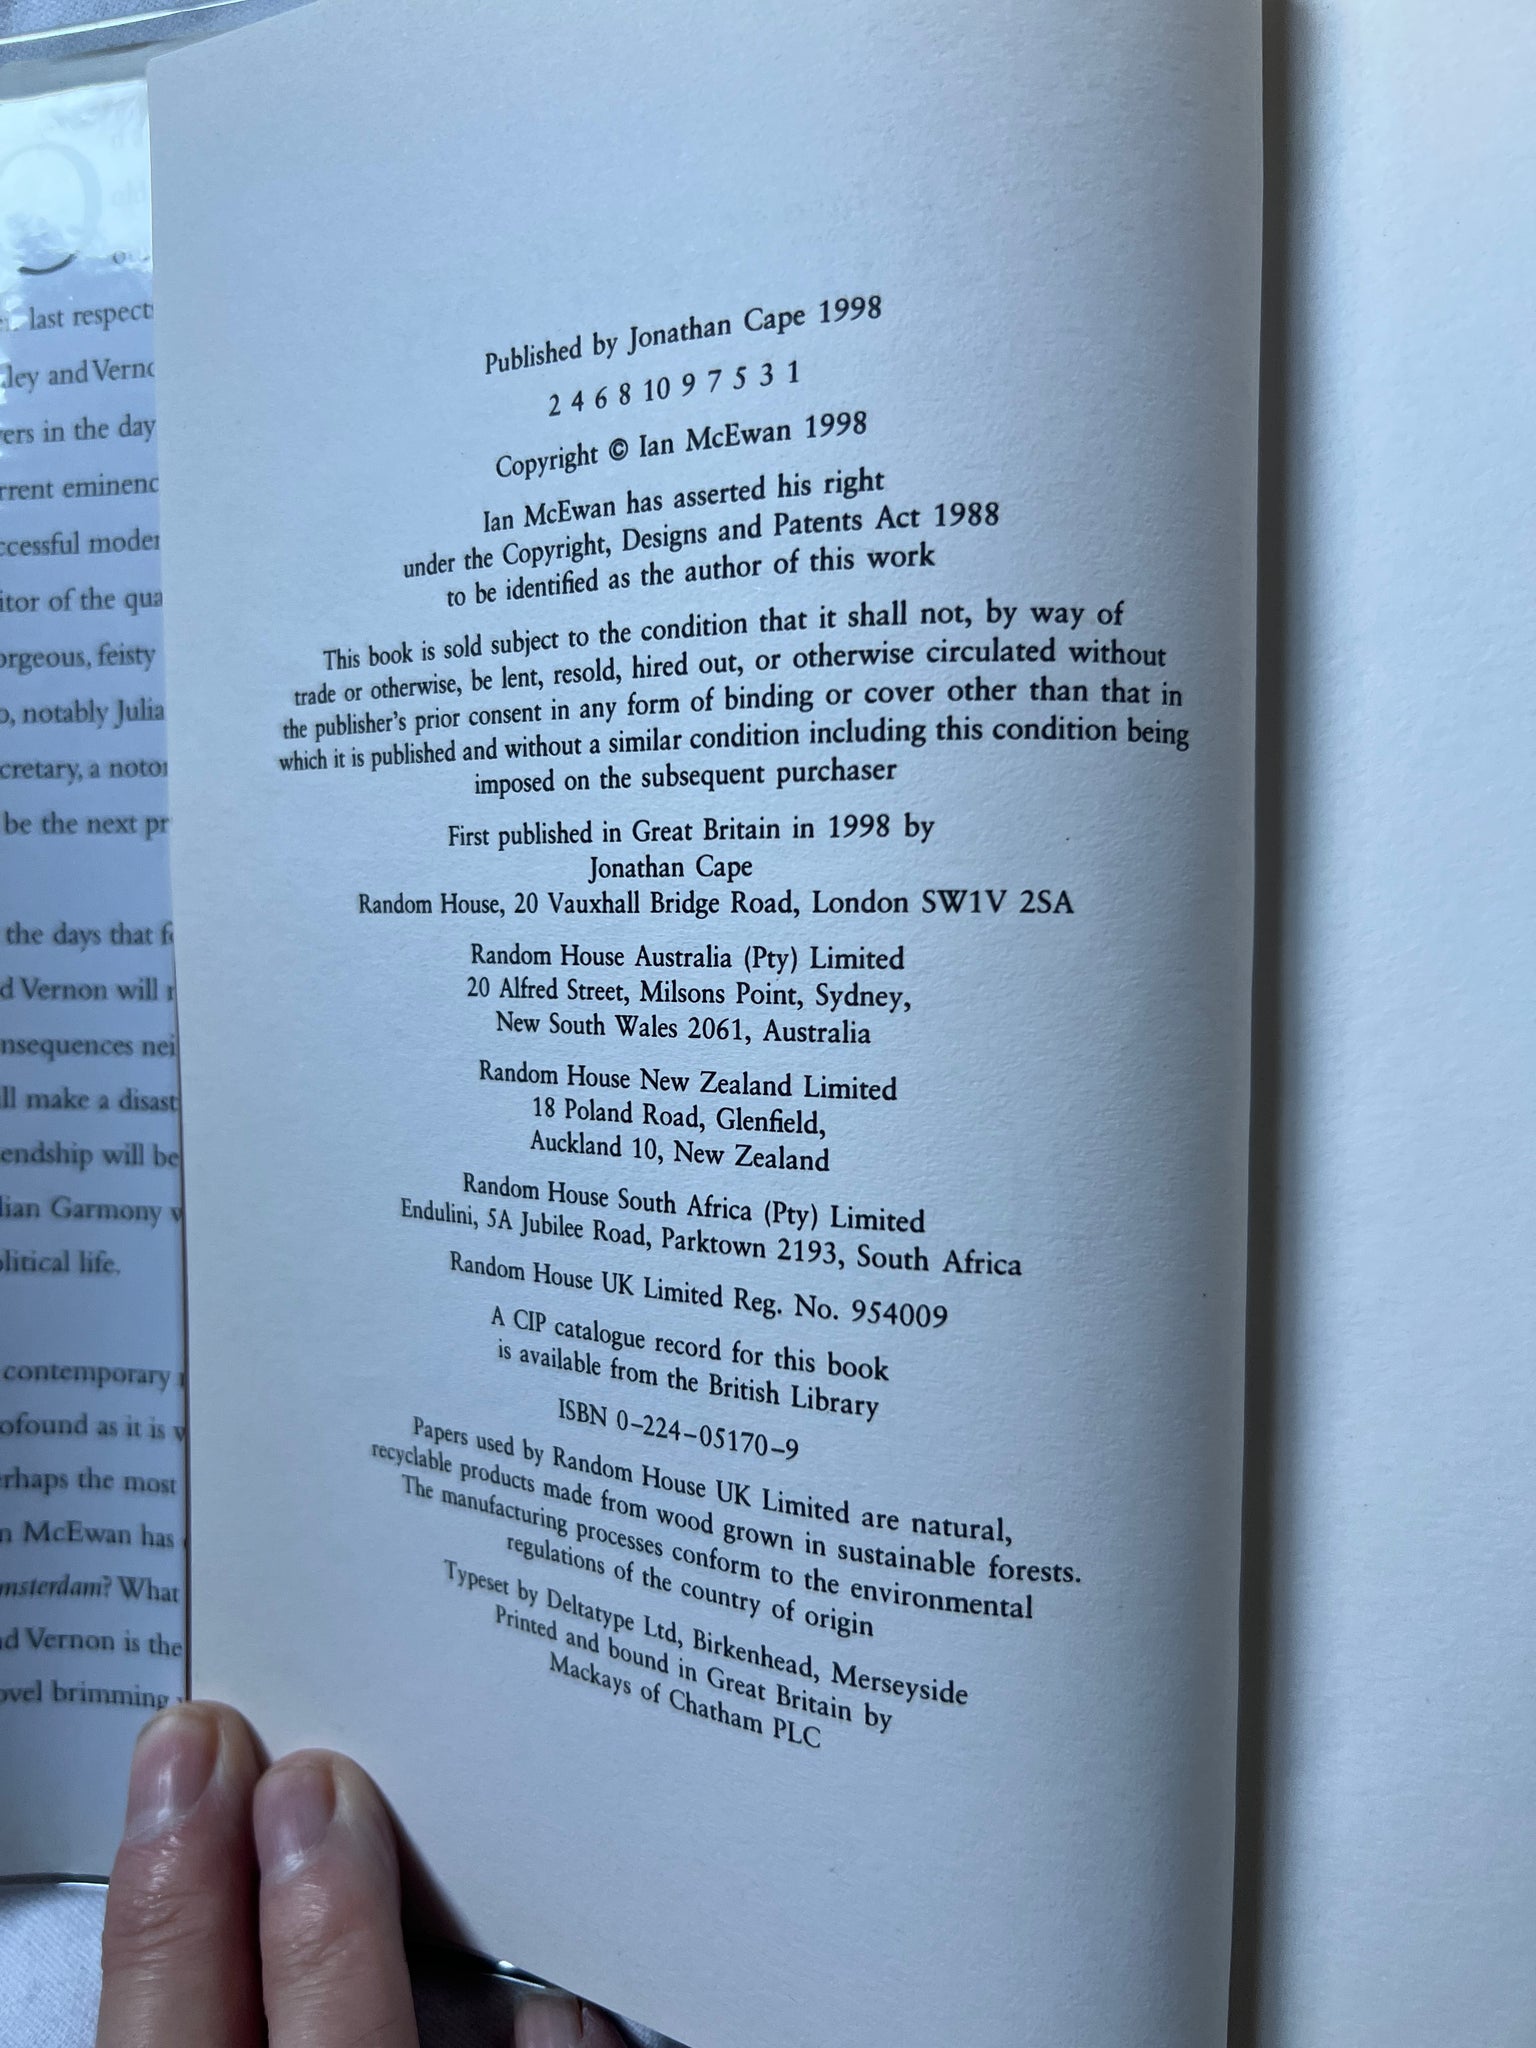 last respect
ley and Verno
ers in the day
rrent eminenc
ccessful moder
itor of the qua
orgeous, feisty
o, notably Julia
cretary, a notor
be the next pr
the days that fo
d Vernon will r
nsequences nei
ll make a disast
endship will be
lian Garmony v
olitical life.
contemporary
ofound as it is w
erhaps the most
n McEwan has
msterdam? What
nd Vernon is the
ovel brimming
Published by Jonathan Cape 1998
2 4 6 8 10 9 7 5 3 1
Copyright © Ian McEwan 1998
Ian McEwan has asserted his right
under the Copyright, Designs and Patents Act 1988
to be identified as the author of this work
This book is sold subject to the condition that it shall not, by way of
trade or otherwise, be lent, resold, hired out, or otherwise circulated without
the publisher's prior consent in any form of binding or cover other than that in
which it is published and without a similar condition including this condition being
imposed on the subsequent purchaser
First published in Great Britain in 1998 by
Jonathan Cape
Random House, 20 Vauxhall Bridge Road, London SW1V 2SA
Random House Australia (Pty) Limited
20 Alfred Street, Milsons Point, Sydney,
New South Wales 2061, Australia
Random House New Zealand Limited
18 Poland Road, Glenfield,
Auckland 10, New Zealand
Random House South Africa (Pty) Limited
Endulini, 5A Jubilee Road, Parktown 2193, South Africa
Random House UK Limited Reg. No. 954009
A CIP catalogue record for this book
is available from the British Library
ISBN 0–224–05170–9
Papers used by Random House UK Limited are natural,
recyclable products made from wood grown in sustainable forests.
The manufacturing processes conform to the environmental
regulations of the country of origin
Typeset by Deltatype Ltd, Birkenhead, Merseyside
Printed and bound in Great Britain by
Mackays of Chatham PLC